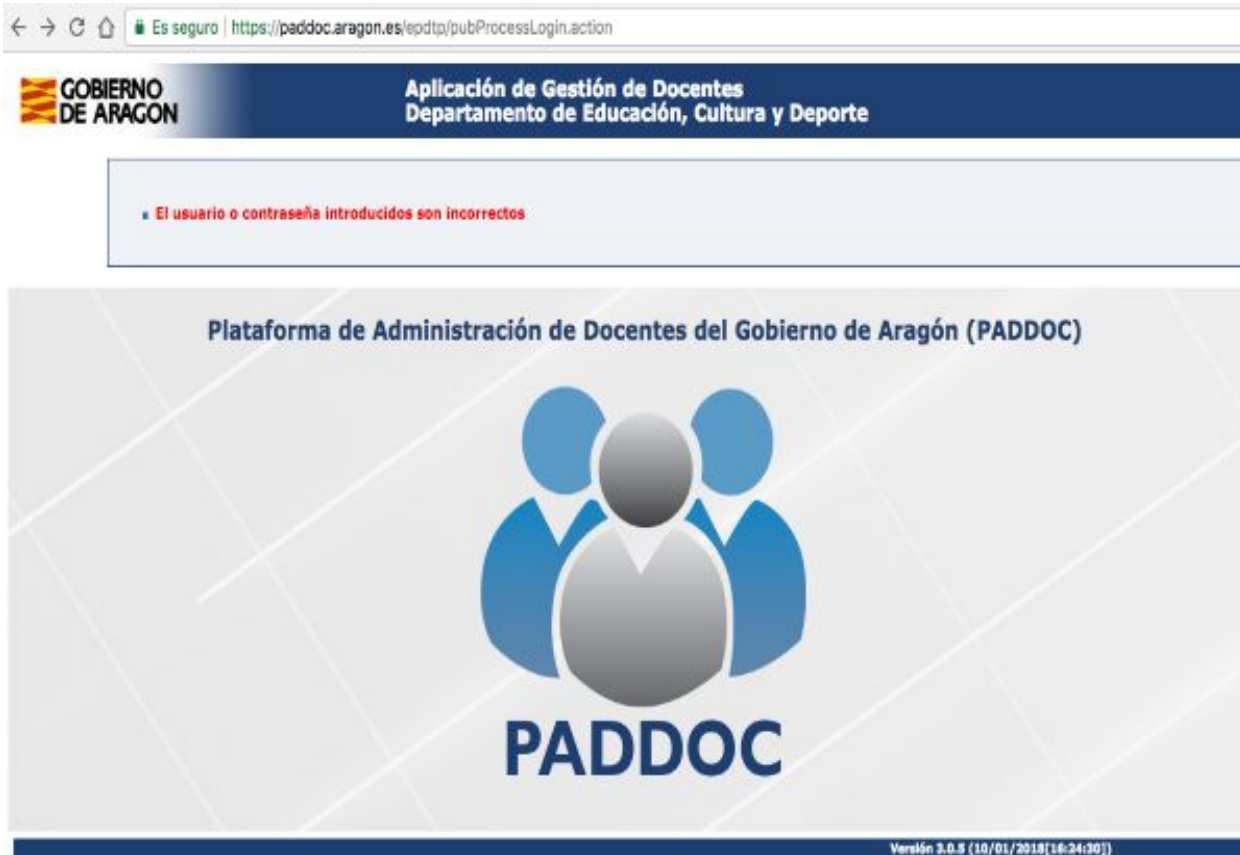 Es seguro | https://paddoc.aragon.es/epdtp/pubProcessLogin.action
GOBIERNO
DE ARAGON
Aplicación de Gestión de Docentes
Departamento de Educación, Cultura y Deporte
El usuario o contraseña introducidos son incorrectos
Plataforma de Administración de Docentes del Gobierno de Aragón (PADDOC)
PADDOC
Versión 3.0.5 (10/01/2018[16:24:30])